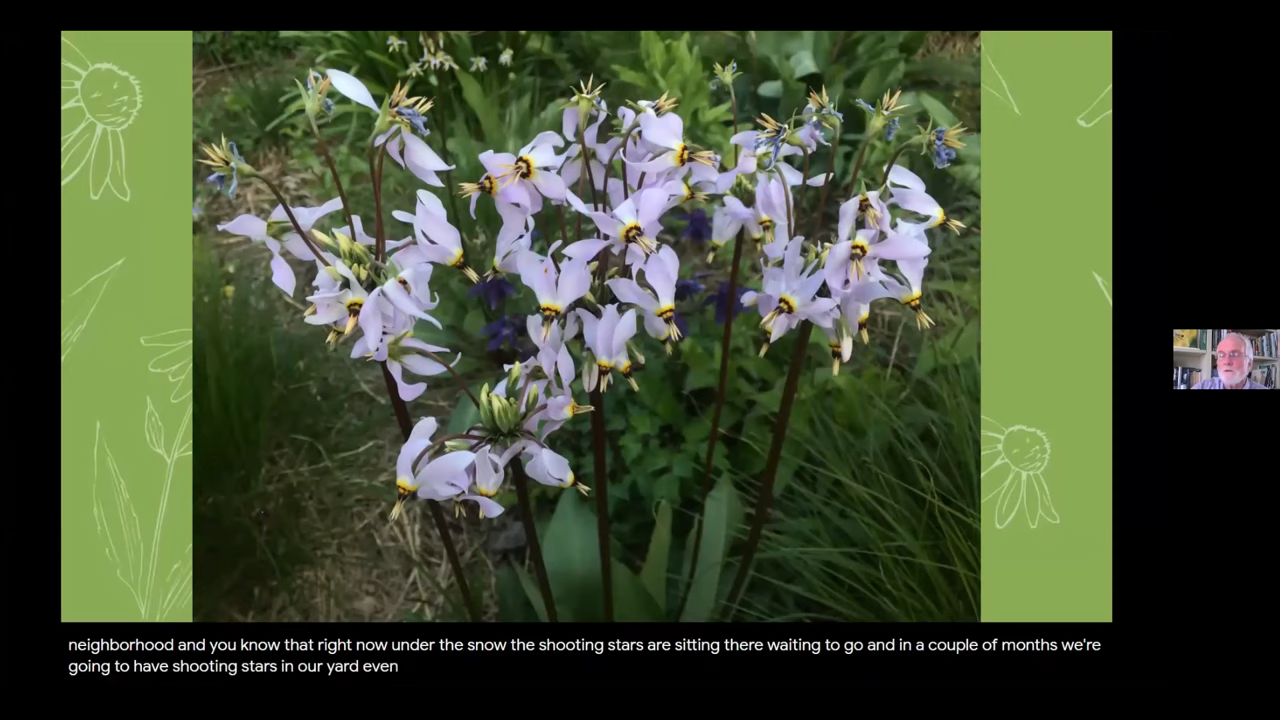 neighborhood and you know that right now under the snow the shooting stars are sitting there waiting to go and in a couple of months we're
going to have shooting stars in our yard even